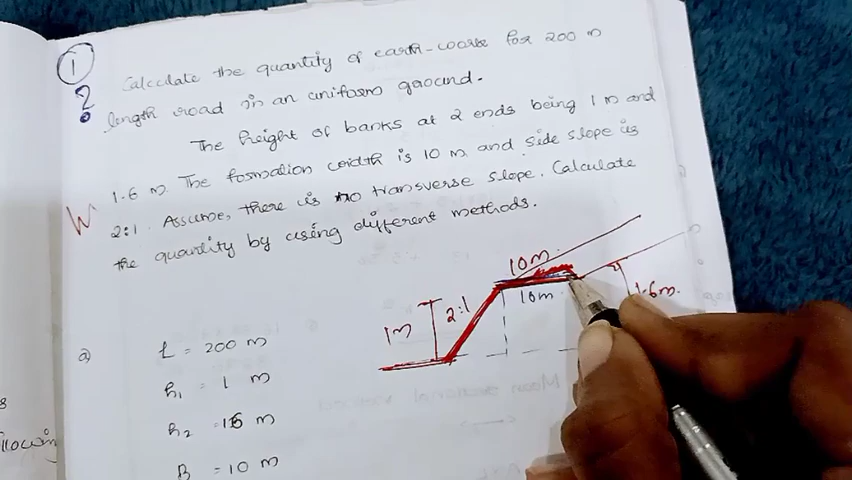 1
?
Calculate the quantity of earth-work for 200 m
length road in an uniform ground.
The height of banks at 2 ends being 1 m and
1.6 m. The formation width is 10 m and side slope is
2:1. Assume, there is no transverse slope. Calculate
the quantity by using different methods.
10m.
10m.
1.6m.
2:1
1m
a) L = 200 m
h1 = 1 m
h2 = 1.6 m
B = 10 m
llowing